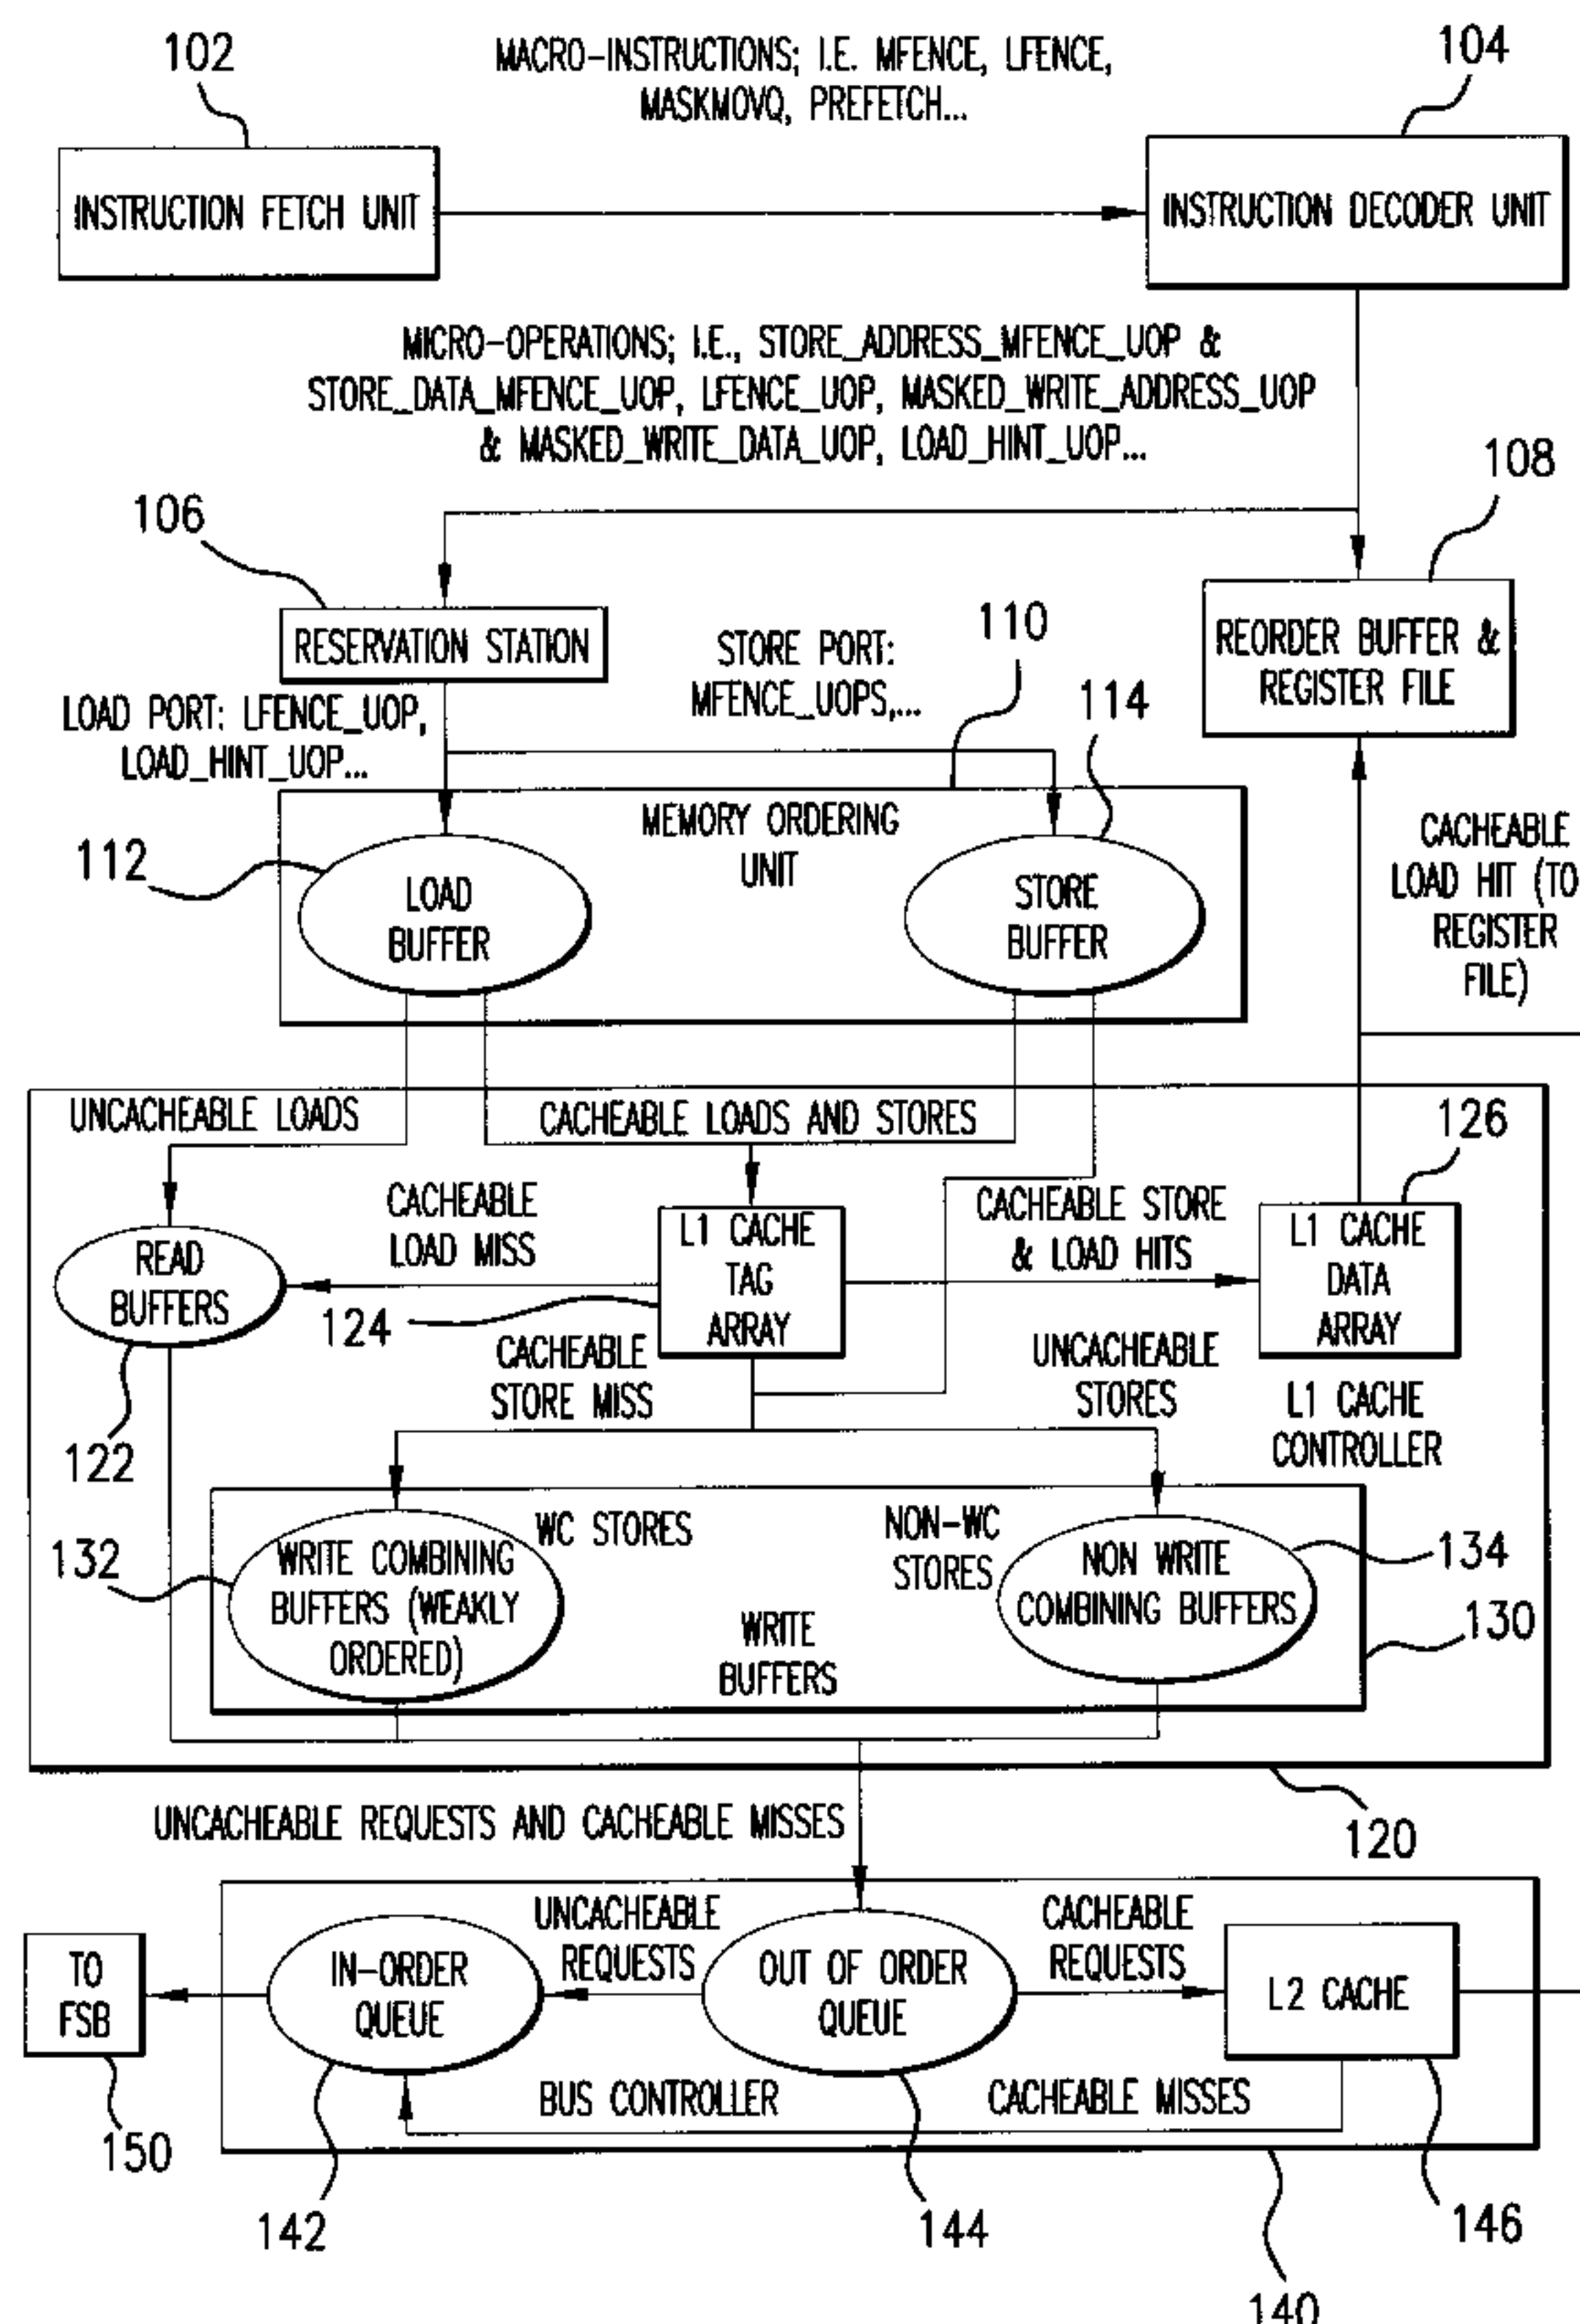 102
MACRO-INSTRUCTIONS; I.E. MFENCE, LFENCE,
MASKMOVQ, PREFETCH...
104
INSTRUCTION FETCH UNIT
INSTRUCTION DECODER UNIT
MICRO-OPERATIONS; I.E., STORE_ADDRESS_MFENCE_UOP &
STORE_DATA_MFENCE_UOP, LFENCE_UOP, MASKED_WRITE_ADDRESS_UOP
& MASKED_WRITE_DATA_UOP, LOAD_HINT_UOP...
108
106
RESERVATION STATION
STORE PORT:
MFENCE_UOPS,...
110
114
REORDER BUFFER &
REGISTER FILE
LOAD PORT: LFENCE_UOP,
LOAD_HINT_UOP...
MEMORY ORDERING
UNIT
112
LOAD
BUFFER
STORE
BUFFER
CACHEABLE
LOAD HIT (TO
REGISTER
FILE)
UNCACHEABLE LOADS
CACHEABLE LOADS AND STORES
126
CACHEABLE
LOAD MISS
L1 CACHE
TAG
ARRAY
CACHEABLE STORE
& LOAD HITS
L1 CACHE
DATA
ARRAY
READ
BUFFERS
124
CACHEABLE
STORE MISS
UNCACHEABLE
STORES
L1 CACHE
CONTROLLER
122
WC STORES
NON-WC
STORES
132
WRITE COMBINING
BUFFERS (WEAKLY
ORDERED)
NON WRITE
COMBINING BUFFERS
134
130
WRITE
BUFFERS
UNCACHEABLE REQUESTS AND CACHEABLE MISSES
120
UNCACHEABLE
REQUESTS
CACHEABLE
REQUESTS
TO
FSB
IN-ORDER
QUEUE
OUT OF ORDER
QUEUE
L2 CACHE
BUS CONTROLLER
CACHEABLE MISSES
150
142
144
146
140